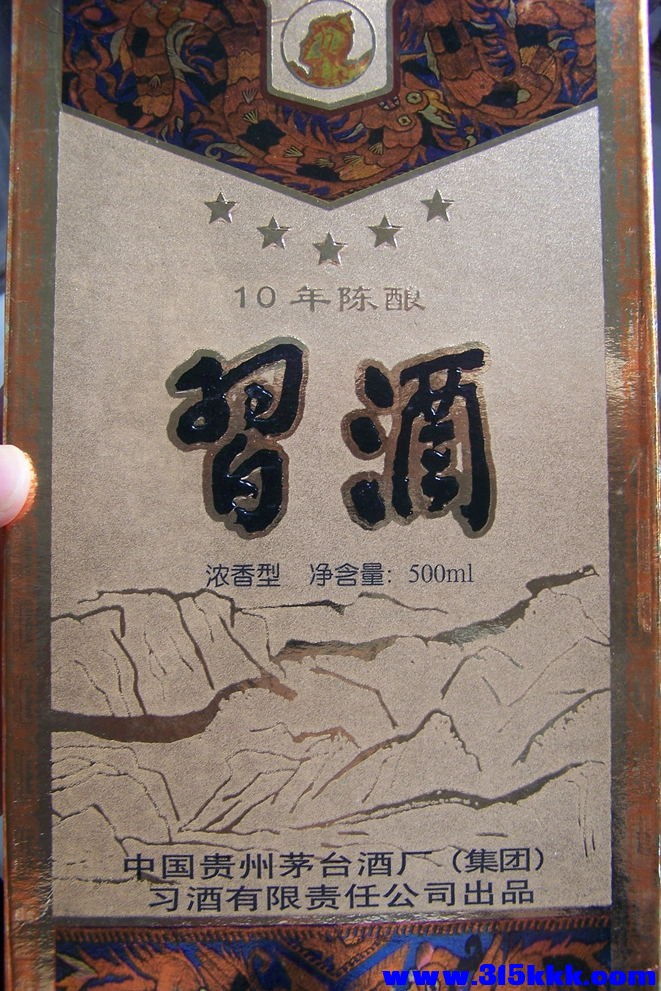 10年陈酿
習酒
浓香型 净含量: 500ml
中国贵州茅台酒厂(集团)
习酒有限责任公司出品
www.315kkk.com